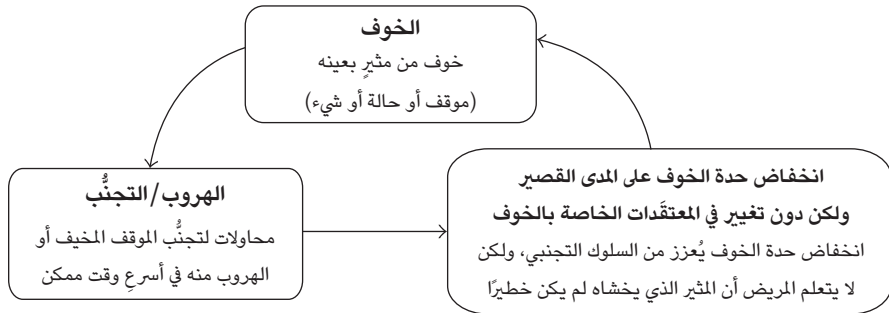 الخوف
خوف من مثيرٍ بعينه
(موقف أو حالة أو شيء)
الهروب/التجنُّب
محاولات لتجنُّب الموقف المخيف أو
الهروب منه في أسرعِ وقت ممكن
انخفاض حدة الخوف على المدى القصير
ولكن دون تغيير في المعتقَدات الخاصة بالخوف
انخفاض حدة الخوف يُعزز من السلوك التجنبي، ولكن
لا يتعلم المريض أن المثير الذي يخشاه لم يكن خطيرًا